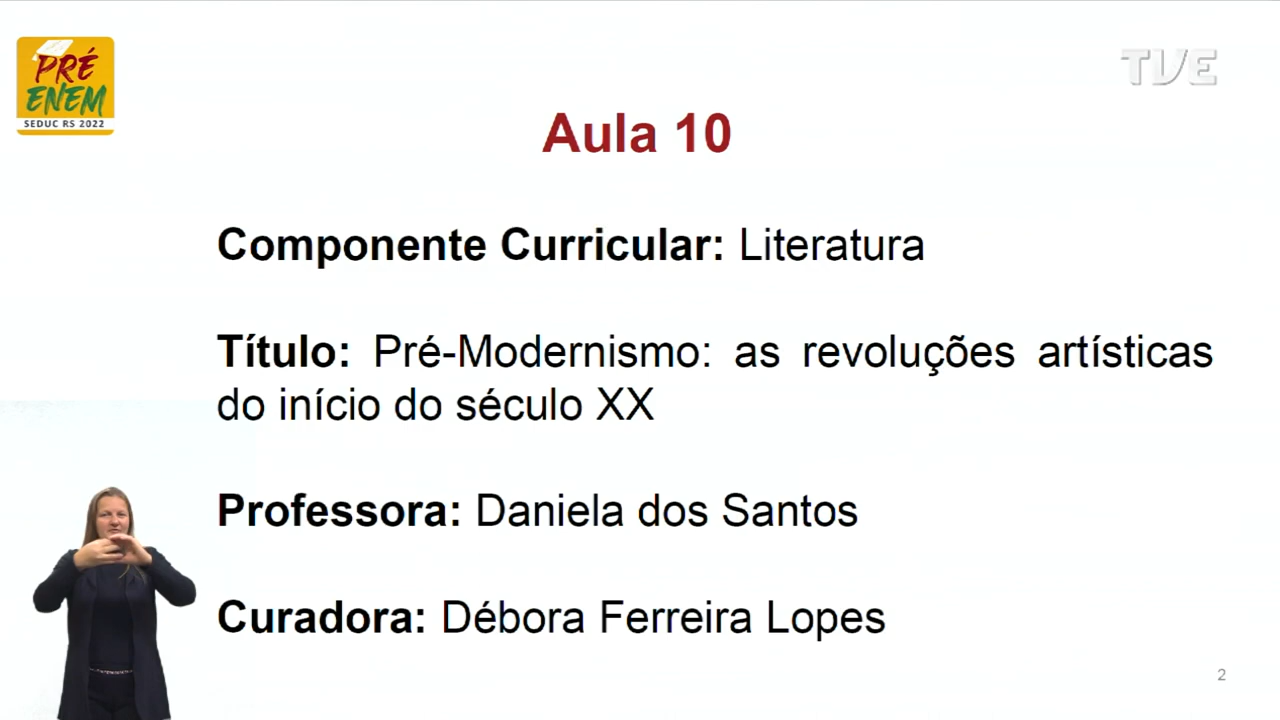 PRÉ
ENEM
SEDUC RS 2022
TVE
Aula 10
Componente Curricular: Literatura
Título: Pré-Modernismo: as revoluções artísticas
do início do século XX
Professora: Daniela dos Santos
Curadora: Débora Ferreira Lopes
2